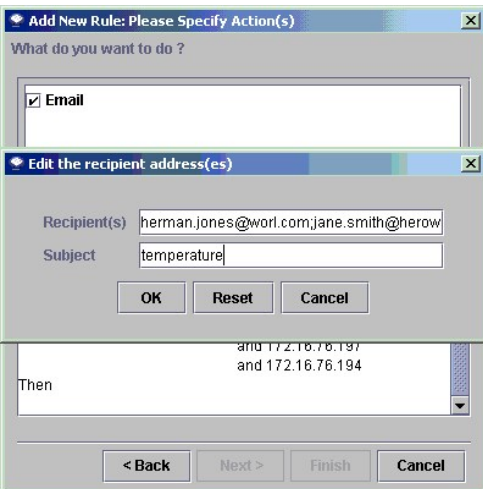 Add New Rule: Please Specify Action(s)
What do you want to do ?
Email
Edit the recipient address(es)
Recipient(s) herman.jones@worl.com;jane.smith@herow
Subject temperature
OK Reset Cancel
and 172.16.76.197
and 172.16.76.194
Then
< Back Next > Finish Cancel